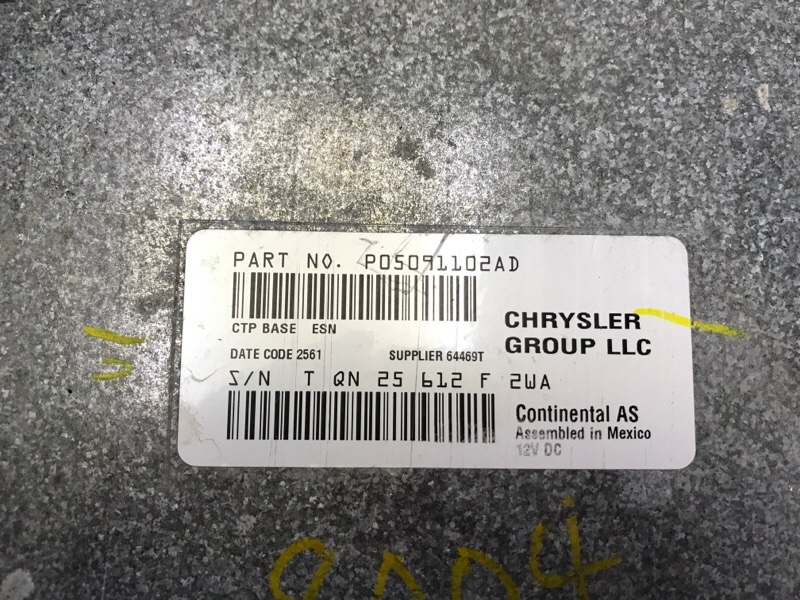 PART NO. P05091102AD
CTP BASE ESN
CHRYSLER
GROUP LLC
DATE CODE 2561 SUPPLIER 64469T
S/N T QN 25 612 F 2WA
Continental AS
Assembled in Mexico
12V DC